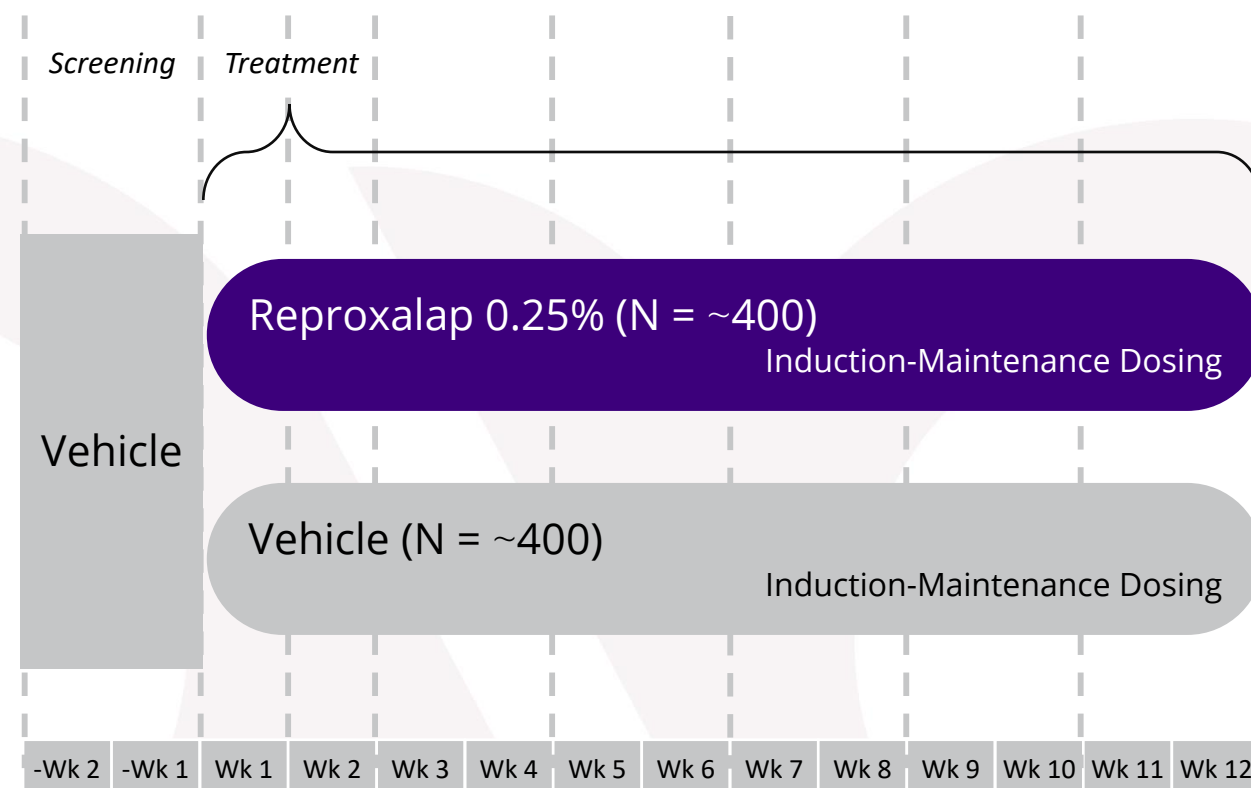 Screening
Treatment
Reproxalap 0.25% (N = ~400)
Induction-Maintenance Dosing
Vehicle
Vehicle (N = ~400)
Induction-Maintenance Dosing
-Wk 2 -Wk 1 Wk 1 Wk 2 Wk 3 Wk 4 Wk 5 Wk 6 Wk 7 Wk 8 Wk 9 Wk 10 Wk 11 Wk 12